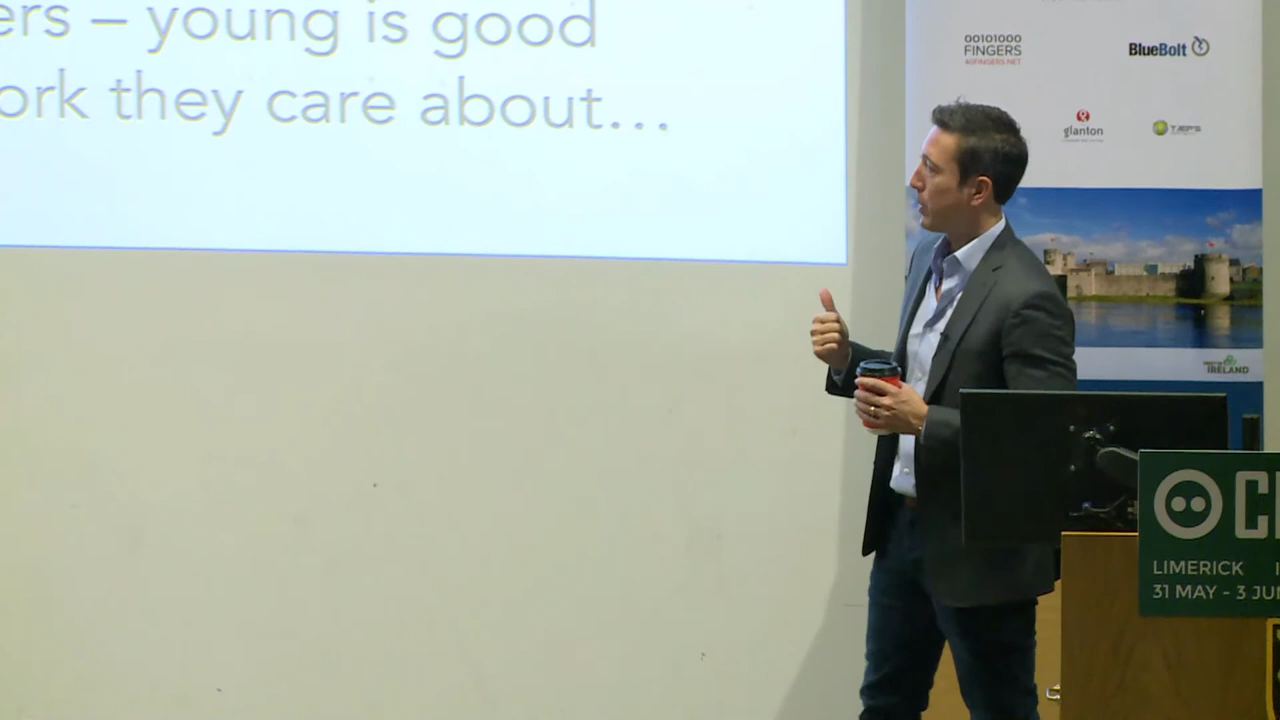 ers – young is good
ork they care about...
00101000
FINGERS
40FINGERS.NET
BlueBolt
glanton
IRELAND
LIMERICK
31 MAY - 3 JU